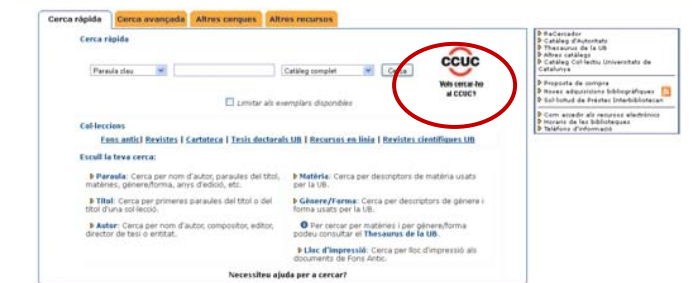 Cerca ràpida Cerca avançada Altres cerques Altres recursos
Cerca ràpida
Paraula clau Catàleg complet Cerca
CCUC
Vols cercar-ho
al CCUC?
Limitar als exemplars disponibles
Col·leccions
Fons antic| Revistes | Cartoteca | Tesis doctorals UB | Recursos en línia | Revistes científiques UB
Escull la teva cerca:
Paraula: Cerca per nom d'autor, paraules del títol,
matèries, gènere/forma, anys d'edició, etc.
Títol: Cerca per primeres paraules del títol o del
títol d'una col·lecció.
Autor: Cerca per nom d'autor, compositor, editor,
director de tesi o entitat.
Matèria: Cerca per descriptors de matèria usats
per la UB.
Gènere/Forma: Cerca per descriptors de gènere i
forma usats per la UB.
Per cercar per matèries i per gènere/forma
podeu consultar el Thesaurus de la UB.
Lloc d'impressió: Cerca per lloc d'impressió als
documents de Fons Antic.
Necessiteu ajuda per a cercar?
ReCercador
Catàleg d'Autoritats
Thesaurus de la UB
Altres catàlegs
Catàleg Col·lectiu Universitats de
Catalunya
Proposta de compra
Noves adquisicions bibliogràfiques
Sol·licitud de Préstec Interbibliotecari
Com accedir als recursos electrònics
Horaris de les biblioteques
Telèfons d'informació